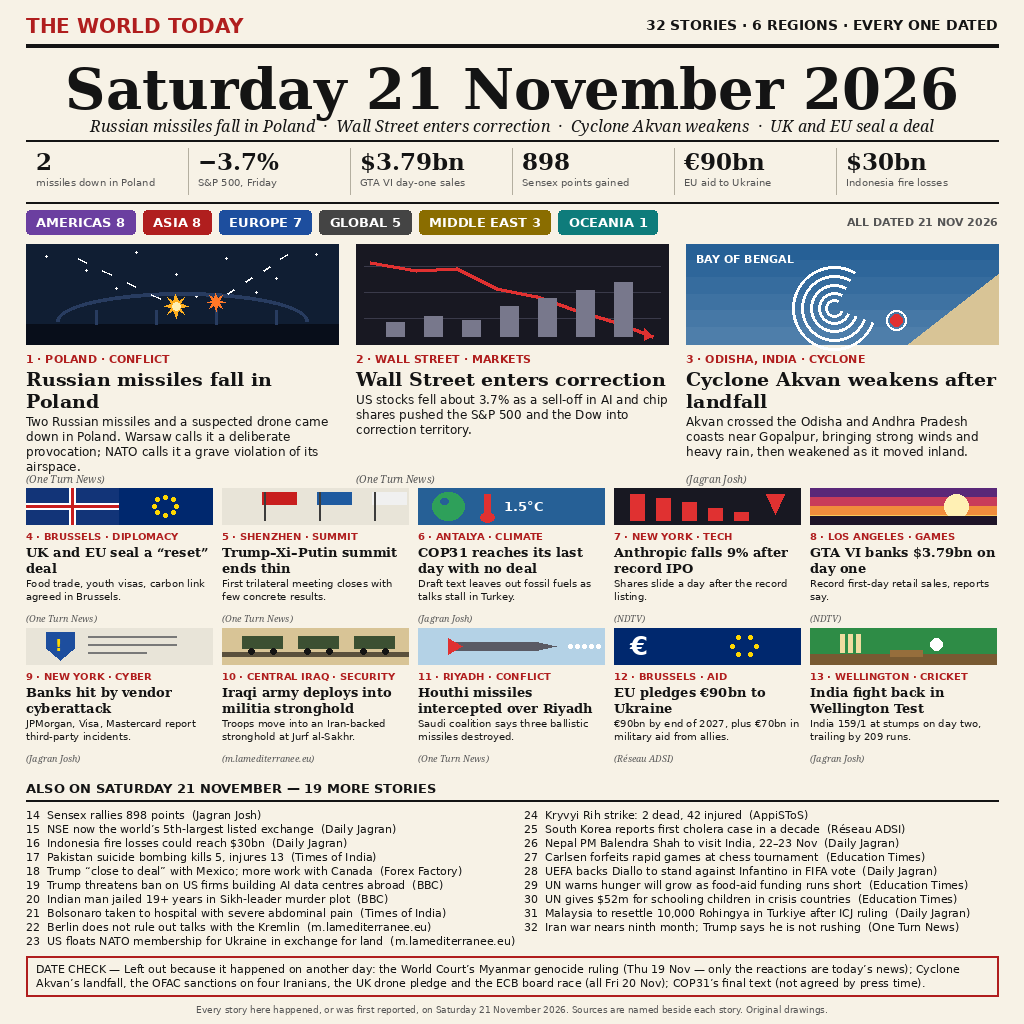 THE WORLD TODAY
32 STORIES · 6 REGIONS · EVERY ONE DATED
Saturday 21 November 2026
Russian missiles fall in Poland · Wall Street enters correction · Cyclone Akvan weakens · UK and EU seal a deal
2
missiles down in Poland
−3.7%
S&P 500, Friday
$3.79bn
GTA VI day-one sales
898
Sensex points gained
€90bn
EU aid to Ukraine
$30bn
Indonesia fire losses
AMERICAS 8
ASIA 8
EUROPE 7
GLOBAL 5
MIDDLE EAST 3
OCEANIA 1
ALL DATED 21 NOV 2026
1 · POLAND · CONFLICT
Russian missiles fall in
Poland
Two Russian missiles and a suspected drone came
down in Poland. Warsaw calls it a deliberate
provocation; NATO calls it a grave violation of its
airspace.
(One Turn News)
2 · WALL STREET · MARKETS
Wall Street enters correction
US stocks fell about 3.7% as a sell-off in AI and chip
shares pushed the S&P 500 and the Dow into
correction territory.
(One Turn News)
BAY OF BENGAL
3 · ODISHA, INDIA · CYCLONE
Cyclone Akvan weakens after
landfall
Akvan crossed the Odisha and Andhra Pradesh
coasts near Gopalpur, bringing strong winds and
heavy rain, then weakened as it moved inland.
(Jagran Josh)
4 · BRUSSELS · DIPLOMACY
UK and EU seal a “reset”
deal
Food trade, youth visas, carbon link
agreed in Brussels.
(One Turn News)
5 · SHENZHEN · SUMMIT
Trump–Xi–Putin summit
ends thin
First trilateral meeting closes with
few concrete results.
(One Turn News)
1.5°C
6 · ANTALYA · CLIMATE
COP31 reaches its last
day with no deal
Draft text leaves out fossil fuels as
talks stall in Turkey.
(Jagran Josh)
7 · NEW YORK · TECH
Anthropic falls 9% after
record IPO
Shares slide a day after the record
listing.
(NDTV)
8 · LOS ANGELES · GAMES
GTA VI banks $3.79bn on
day one
Record first-day retail sales, reports
say.
(NDTV)
!
9 · NEW YORK · CYBER
Banks hit by vendor
cyberattack
JPMorgan, Visa, Mastercard report
third-party incidents.
(Jagran Josh)
10 · CENTRAL IRAQ · SECURITY
Iraqi army deploys into
militia stronghold
Troops move into an Iran-backed
stronghold at Jurf al-Sakhr.
(m.lamediterranee.eu)
11 · RIYADH · CONFLICT
Houthi missiles
intercepted over Riyadh
Saudi coalition says three ballistic
missiles destroyed.
(One Turn News)
€
12 · BRUSSELS · AID
EU pledges €90bn to
Ukraine
€90bn by end of 2027, plus €70bn in
military aid from allies.
(Réseau ADSI)
13 · WELLINGTON · CRICKET
India fight back in
Wellington Test
India 159/1 at stumps on day two,
trailing by 209 runs.
(Jagran Josh)
ALSO ON SATURDAY 21 NOVEMBER — 19 MORE STORIES
14 Sensex rallies 898 points (Jagran Josh)
15 NSE now the world’s 5th-largest listed exchange (Daily Jagran)
16 Indonesia fire losses could reach $30bn (Daily Jagran)
17 Pakistan suicide bombing kills 5, injures 13 (Times of India)
18 Trump “close to deal” with Mexico; more work with Canada (Forex Factory)
19 Trump threatens ban on US firms building AI data centres abroad (BBC)
20 Indian man jailed 19+ years in Sikh-leader murder plot (BBC)
21 Bolsonaro taken to hospital with severe abdominal pain (Times of India)
22 Berlin does not rule out talks with the Kremlin (m.lamediterranee.eu)
23 US floats NATO membership for Ukraine in exchange for land (m.lamediterranee.eu)
24 Kryvyi Rih strike: 2 dead, 42 injured (AppiSToS)
25 South Korea reports first cholera case in a decade (Réseau ADSI)
26 Nepal PM Balendra Shah to visit India, 22–23 Nov (Daily Jagran)
27 Carlsen forfeits rapid games at chess tournament (Education Times)
28 UEFA backs Diallo to stand against Infantino in FIFA vote (Daily Jagran)
29 UN warns hunger will grow as food-aid funding runs short (Education Times)
30 UN gives $52m for schooling children in crisis countries (Education Times)
31 Malaysia to resettle 10,000 Rohingya in Turkiye after ICJ ruling (Daily Jagran)
32 Iran war nears ninth month; Trump says he is not rushing (One Turn News)
DATE CHECK — Left out because it happened on another day: the World Court’s Myanmar genocide ruling (Thu 19 Nov — only the reactions are today’s news); Cyclone
Akvan’s landfall, the OFAC sanctions on four Iranians, the UK drone pledge and the ECB board race (all Fri 20 Nov); COP31’s final text (not agreed by press time).
Every story here happened, or was first reported, on Saturday 21 November 2026. Sources are named beside each story. Original drawings.